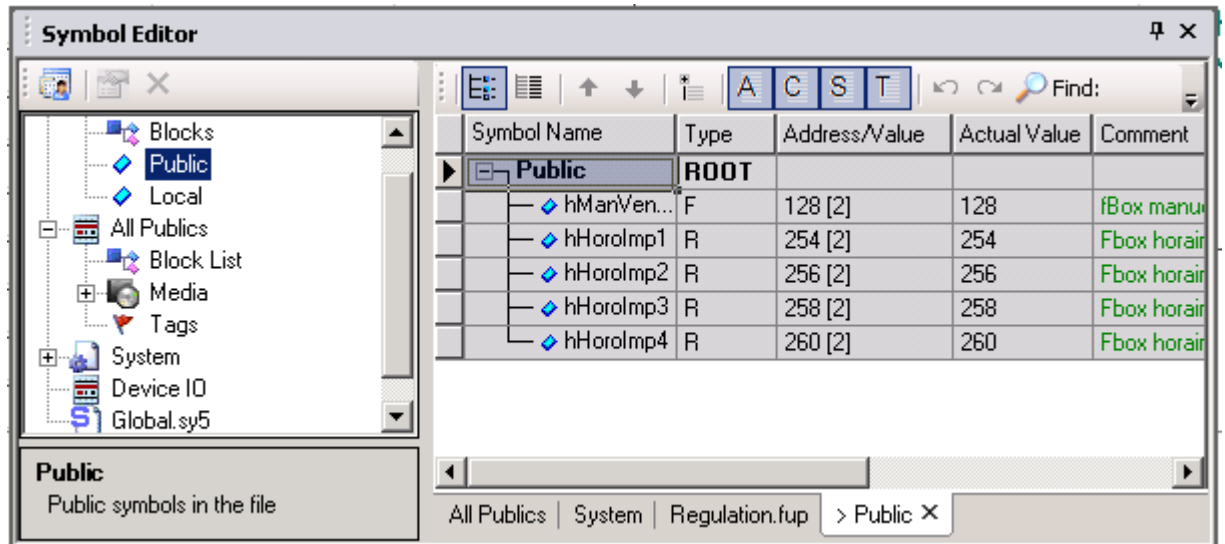 Symbol Editor
A C S T Find:
Blocks
Public
Local
All Publics
Block List
Media
Tags
System
Device IO
Global.sy5
Public
Public symbols in the file
Symbol Name Type Address/Value Actual Value Comment
Public ROOT
hManVen... F 128 [2] 128 fBox manu
hHoroImp1 R 254 [2] 254 Fbox horair
hHoroImp2 R 256 [2] 256 Fbox horair
hHoroImp3 R 258 [2] 258 Fbox horair
hHoroImp4 R 260 [2] 260 Fbox horair
All Publics System Regulation.fup > Public